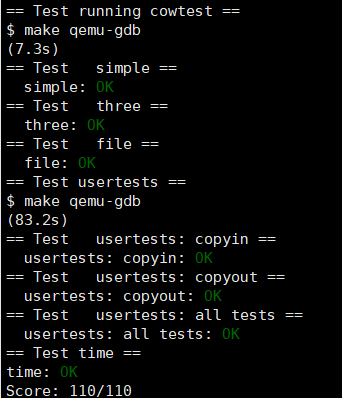 == Test running cowtest ==
$ make qemu-gdb
(7.3s)
== Test   simple ==
  simple: OK
== Test   three ==
  three: OK
== Test   file ==
  file: OK
== Test usertests ==
$ make qemu-gdb
(83.2s)
== Test   usertests: copyin ==
  usertests: copyin: OK
== Test   usertests: copyout ==
  usertests: copyout: OK
== Test   usertests: all tests ==
  usertests: all tests: OK
== Test time ==
time: OK
Score: 110/110